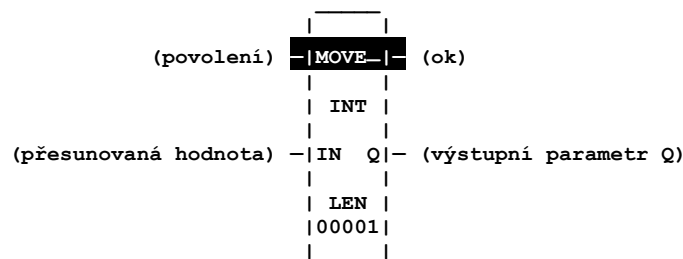 (povolení) –|MOVE–|– (ok)
INT
(přesunovaná hodnota) –|IN Q|– (výstupní parametr Q)
LEN
|00001|